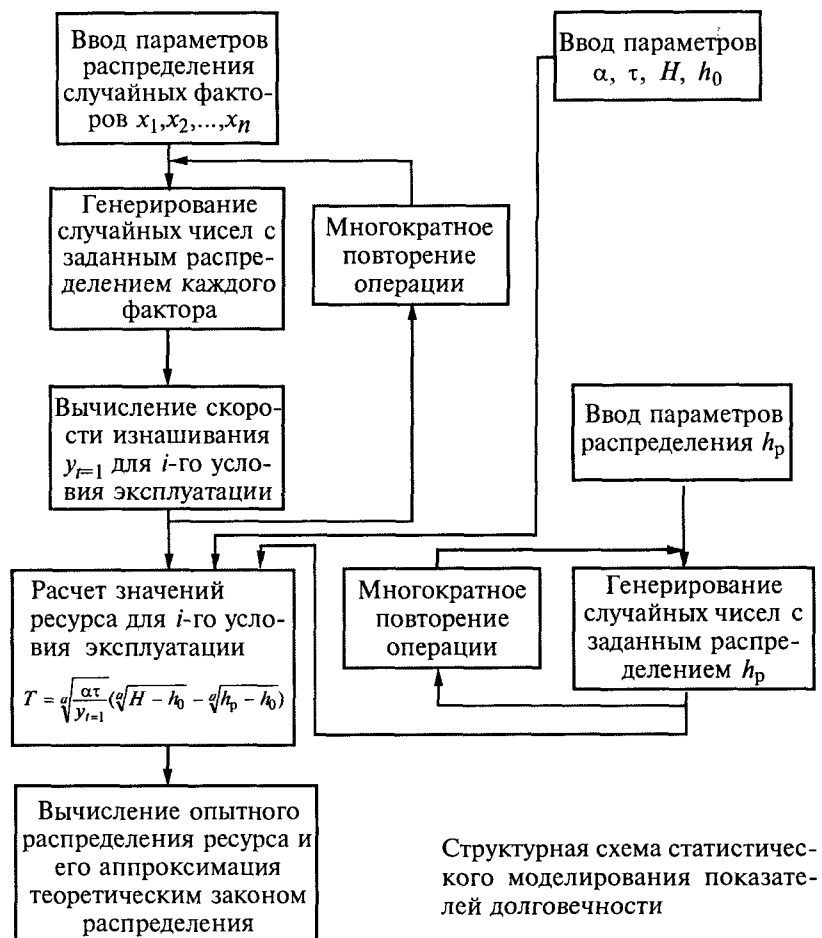 Ввод параметров
распределения
случайных факто-
ров x₁,x₂,...,xₙ
Ввод параметров
α, τ, H, h₀
Генерирование
случайных чисел с
заданным распре-
делением каждого
фактора
Многократное
повторение
операции
Вычисление скоро-
сти изнашивания
yₜ₌₁ для i-го усло-
вия эксплуатации
Ввод параметров
распределения hₚ
Расчет значений
ресурса для i-го усло-
вия эксплуатации
T = ᵅ√(ατ/yₜ₌₁) (ᵅ√(H − h₀) − ᵅ√(hₚ − h₀))
Многократное
повторение
операции
Генерирование
случайных чисел с
заданным распре-
делением hₚ
Вычисление опытного
распределения ресурса и
его аппроксимация
теоретическим законом
распределения
Структурная схема статистичес-
кого моделирования показате-
лей долговечности